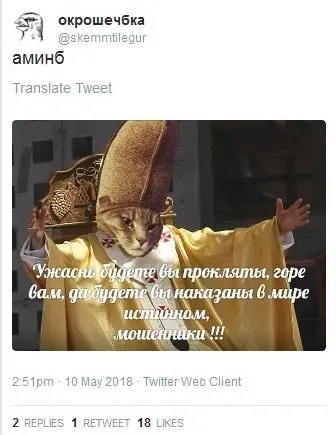 окрошечбка
@skemmtilegur
аминб
Translate Tweet
Ужасно будете вы прокляты, горе
вам, да будете вы наказаны в мире
истинном,
мошенники !!!
2:51pm · 10 May 2018 · Twitter Web Client
2 REPLIES 1 RETWEET 18 LIKES